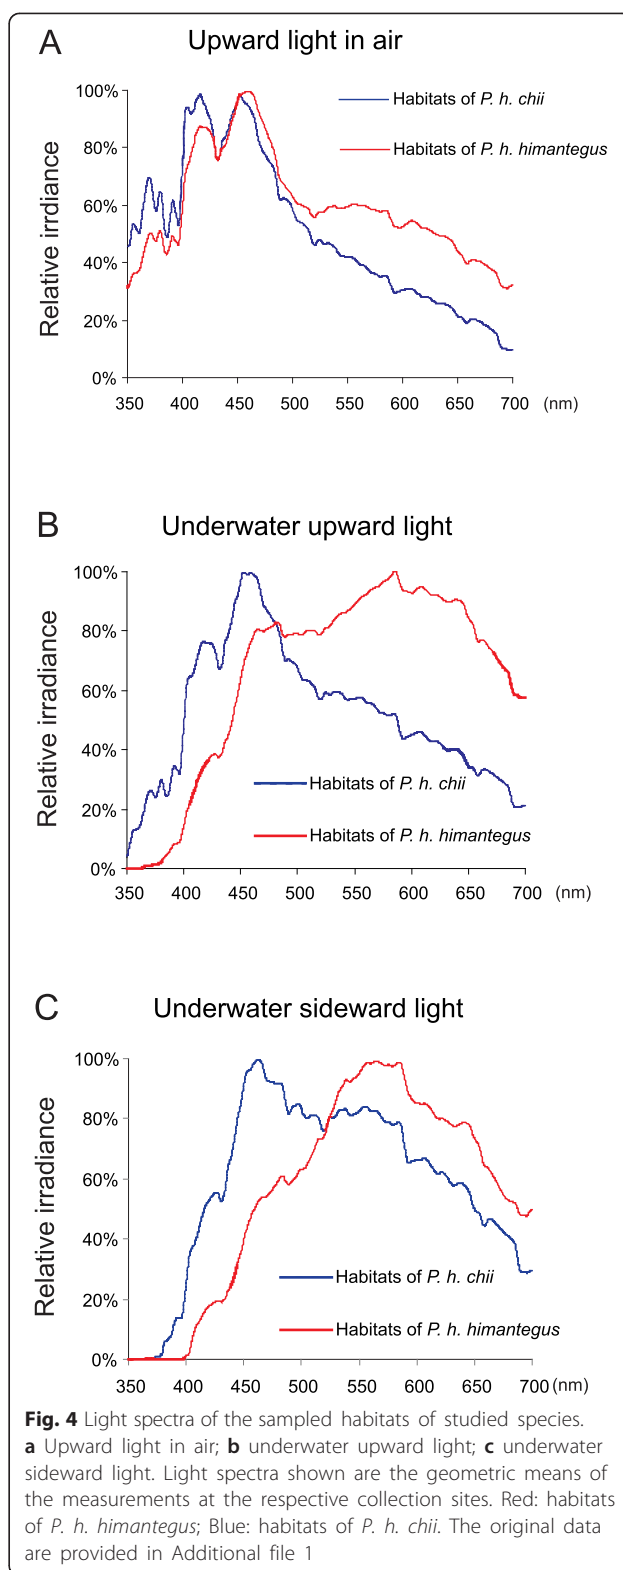 A
Upward light in air
100%
80%
60%
40%
20%
0%
Relative irrdiance
Habitats of P. h. chii
Habitats of P. h. himantegus
350 400 450 500 550 600 650 700 (nm)
B
Underwater upward light
100%
80%
60%
40%
20%
0%
Relative irradiance
Habitats of P. h. chii
Habitats of P. h. himantegus
350 400 450 500 550 600 650 700 (nm)
C
Underwater sideward light
100%
80%
60%
40%
20%
0%
Relative irradiance
Habitats of P. h. chii
Habitats of P. h. himantegus
350 400 450 500 550 600 650 700 (nm)
Fig. 4 Light spectra of the sampled habitats of studied species.
a Upward light in air; b underwater upward light; c underwater
sideward light. Light spectra shown are the geometric means of
the measurements at the respective collection sites. Red: habitats
of P. h. himantegus; Blue: habitats of P. h. chii. The original data
are provided in Additional file 1